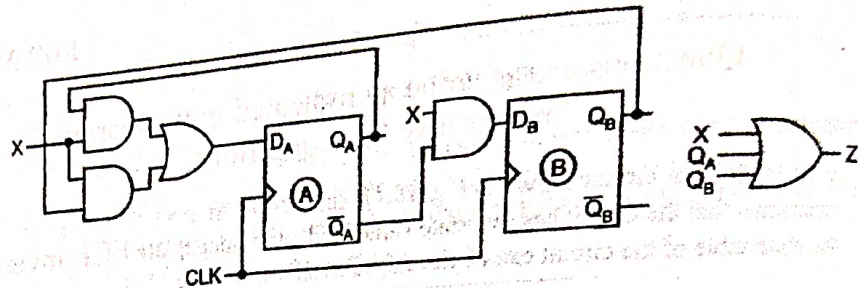 X
D_A Q_A
A
Q̅_A
CLK
X
D_B Q_B
B
Q̅_B
X
Q_A
Q_B
Z